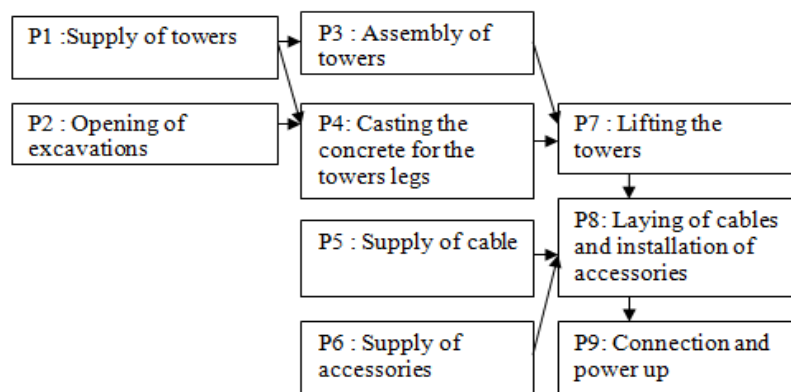 P1 :Supply of towers
P3 : Assembly of
towers
P2 : Opening of
excavations
P4: Casting the
concrete for the
towers legs
P7 : Lifting the
towers
P5 : Supply of cable
P8: Laying of cables
and installation of
accessories
P6 : Supply of
accessories
P9: Connection and
power up